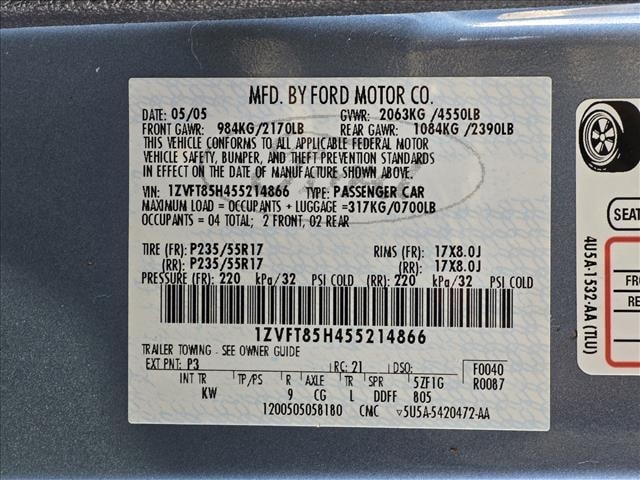 MFD. BY FORD MOTOR CO.
DATE: 05/05 GVWR: 2063KG /4550LB
FRONT GAWR: 984KG/2170LB REAR GAWR: 1084KG /2390LB
THIS VEHICLE CONFORMS TO ALL APPLICABLE FEDERAL MOTOR
VEHICLE SAFETY, BUMPER, AND THEFT PREVENTION STANDARDS
IN EFFECT ON THE DATE OF MANUFACTURE SHOWN ABOVE.
VIN: 1ZVFT85H455214866 TYPE: PASSENGER CAR
MAXIMUM LOAD = OCCUPANTS + LUGGAGE = 317KG/0700LB
OCCUPANTS = 04 TOTAL; 2 FRONT, 02 REAR
TIRE (FR): P235/55R17 RIMS (FR): 17X8.0J
(RR): P235/55R17 (RR): 17X8.0J
PRESSURE (FR): 220 kPa/32 PSI COLD (RR): 220 kPa/32 PSI COLD
1ZVFT85H455214866
TRAILER TOWING - SEE OWNER GUIDE
EXT PNT: P3 RC: 21 DSO: F0040
INT TR TP/PS R AXLE TR SPR 5ZF1G R0087
KW 9 CG L DDFF 805
1200505058180 CMC ▽5U5A-5420472-AA
SEAT
4U5A-1532-AA (TLU)
FRO
RE